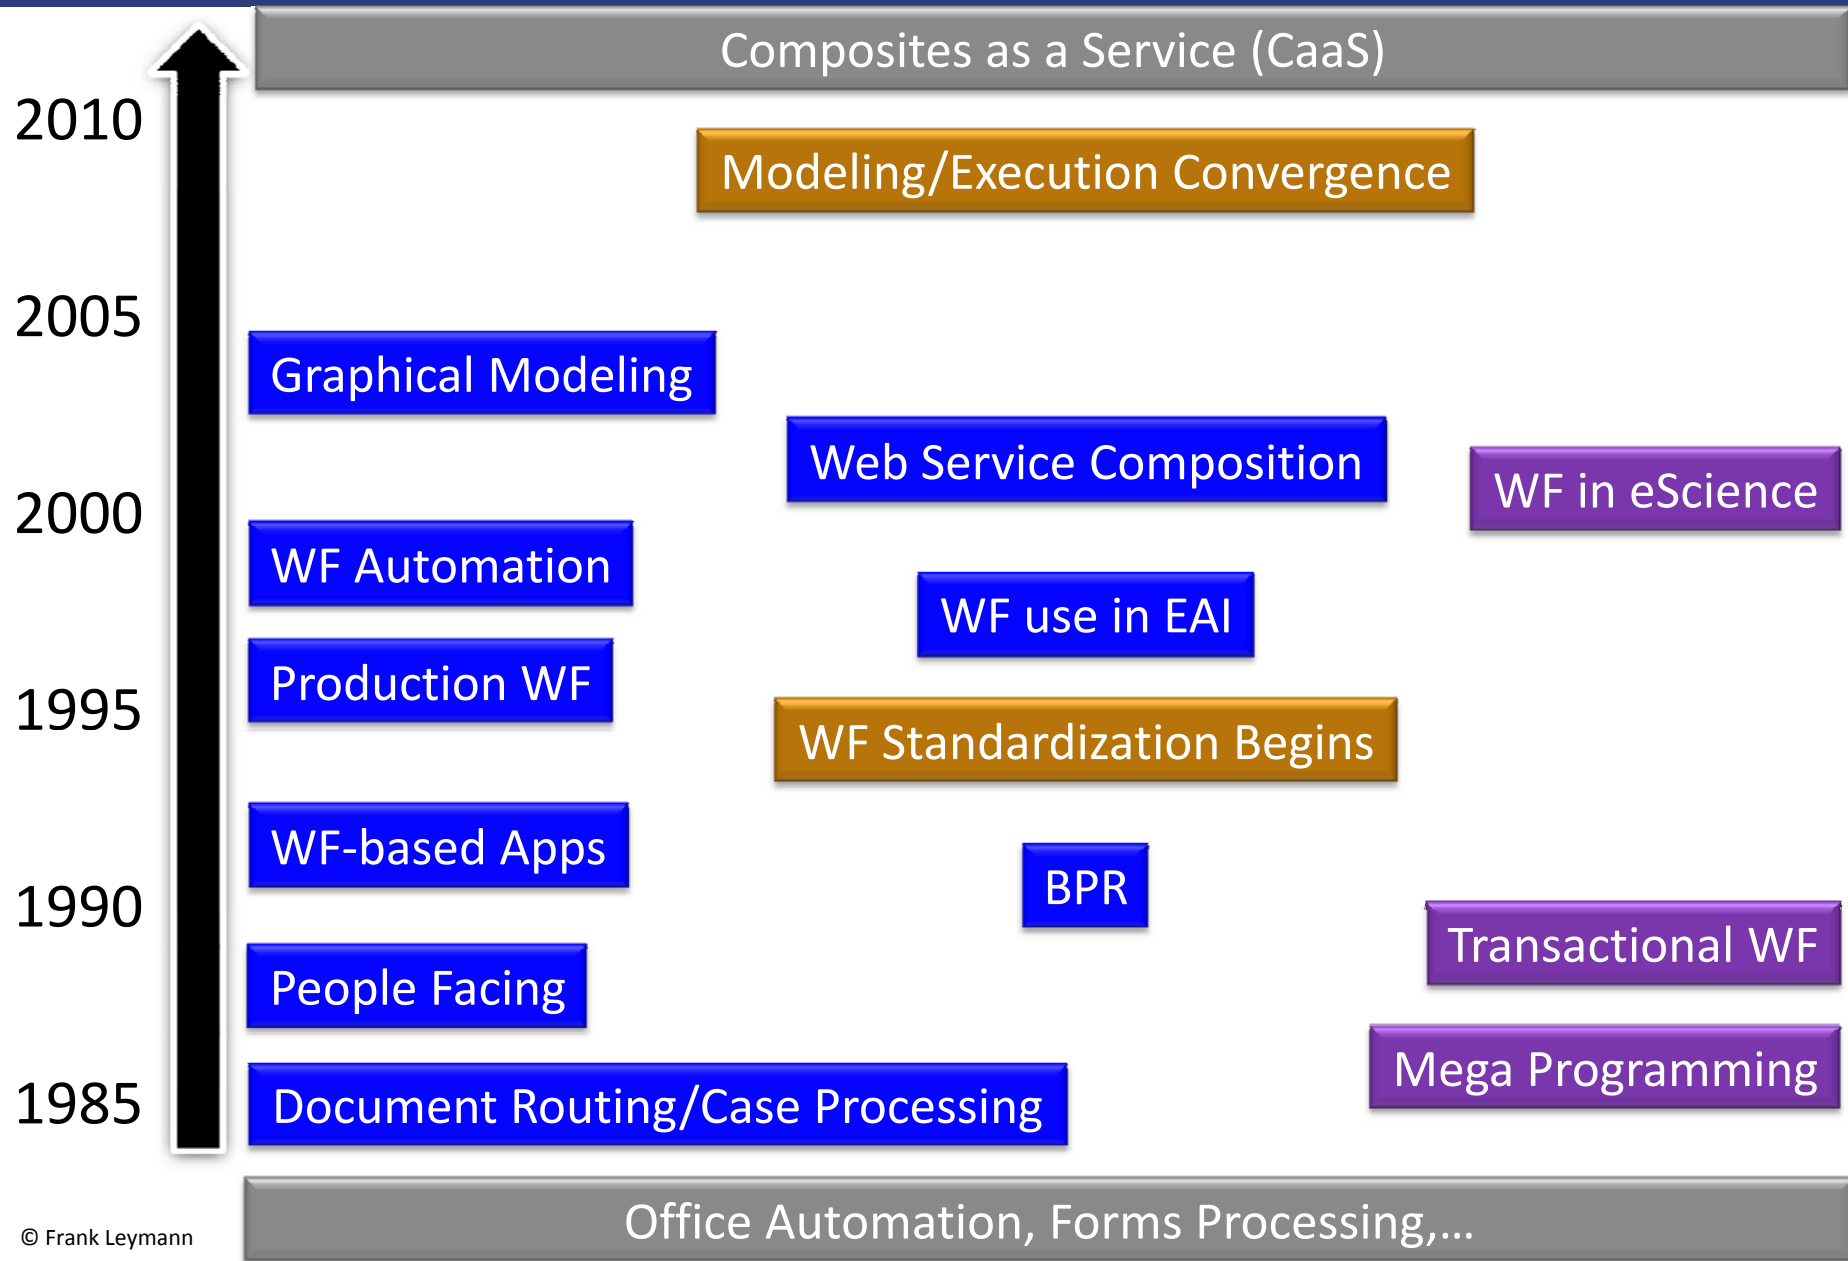 Composites as a Service (CaaS)
2010
Modeling/Execution Convergence
2005
Graphical Modeling
Web Service Composition
WF in eScience
2000
WF Automation
WF use in EAI
Production WF
1995
WF Standardization Begins
WF-based Apps
BPR
1990
Transactional WF
People Facing
Mega Programming
1985
Document Routing/Case Processing
Office Automation, Forms Processing,...
© Frank Leymann